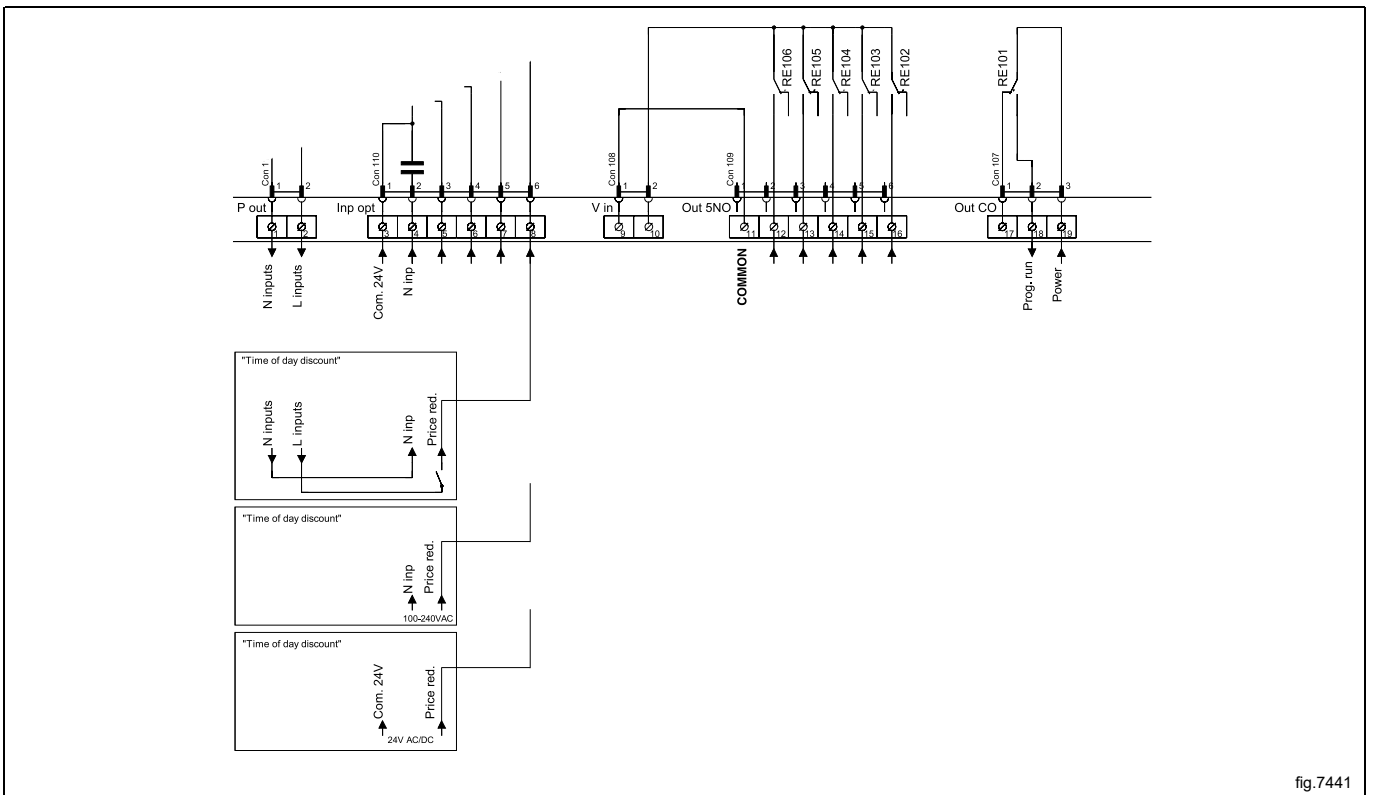 RE106
RE105
RE104
RE103
RE102
RE101
Con 1
Con 110
Con 108
Con 109
Con 107
1 2
1 2 3 4 5 6
1 2
1 2 3 4 5 6
1 2 3
P out
Inp opt
V in
Out 5NO
Out CO
1 2
3 4 5 6 7 8
9 10
11 12 13 14 15 16
17 18 19
N inputs
L inputs
Com. 24V
N inp
COMMON
Prog. run
Power
"Time of day discount"
N inputs
L inputs
N inp
Price red.
"Time of day discount"
N inp
Price red.
100-240VAC
"Time of day discount"
Com. 24V
Price red.
24V AC/DC
fig.7441